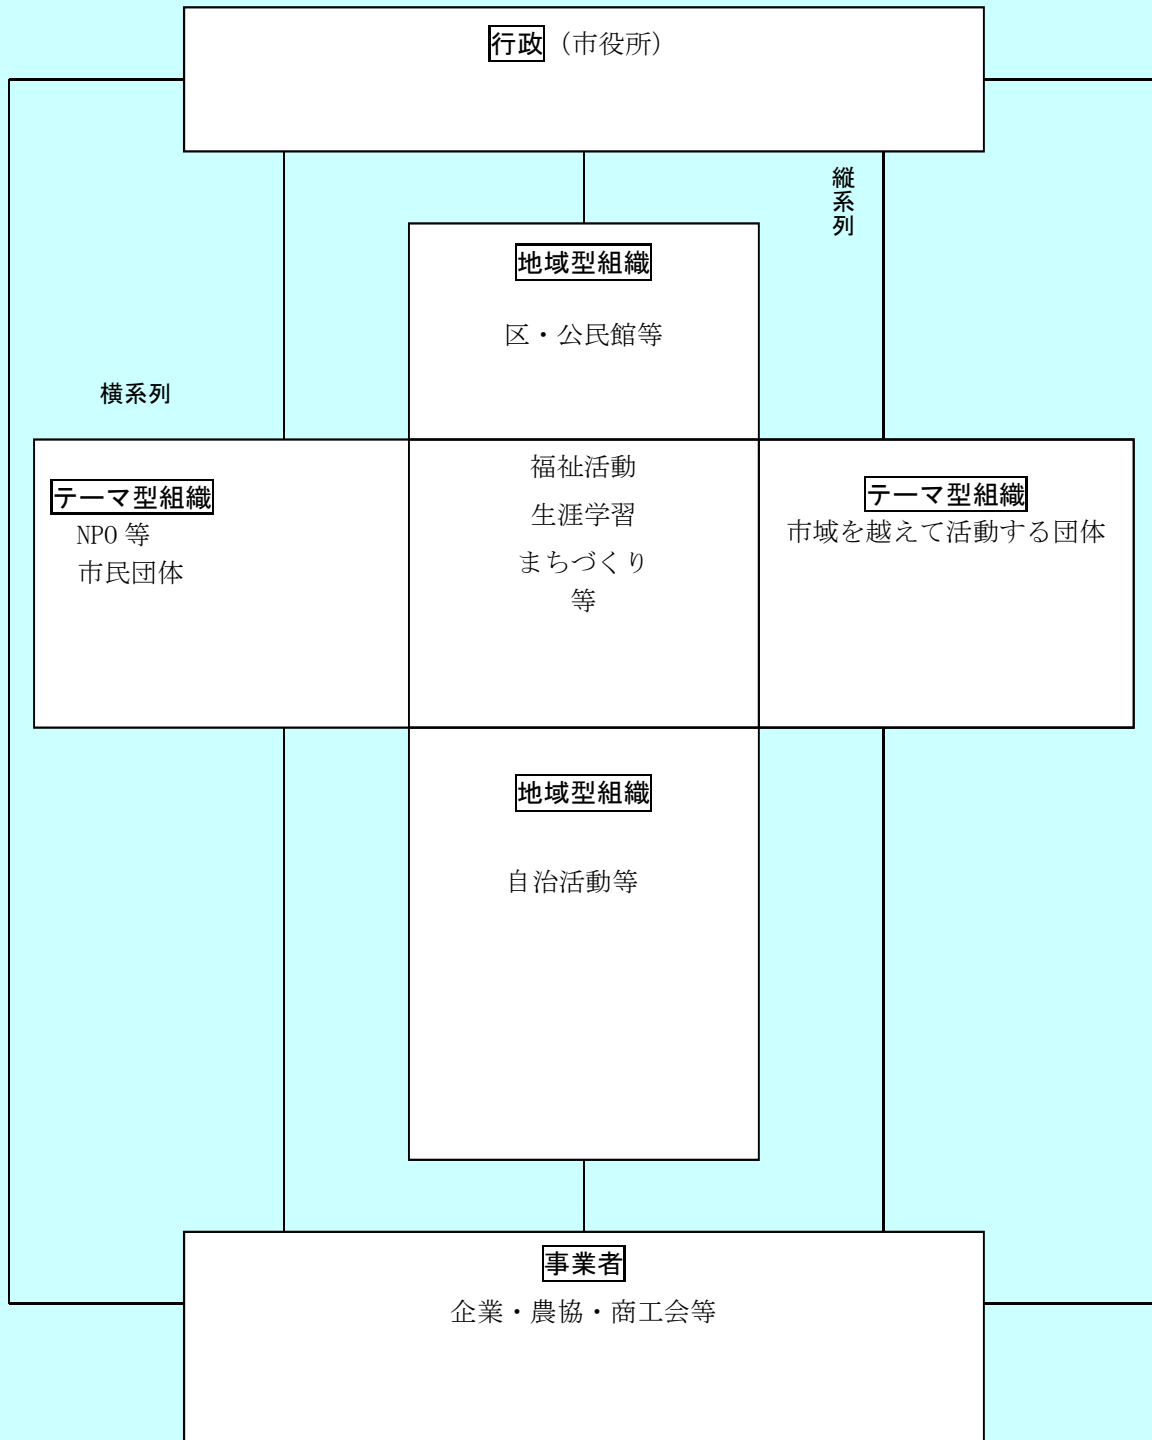 行政（市役所）
縦系列
地域型組織
区・公民館等
横系列
テーマ型組織
NPO 等
市民団体
福祉活動
生涯学習
まちづくり
等
テーマ型組織
市域を越えて活動する団体
地域型組織
自治活動等
事業者
企業・農協・商工会等